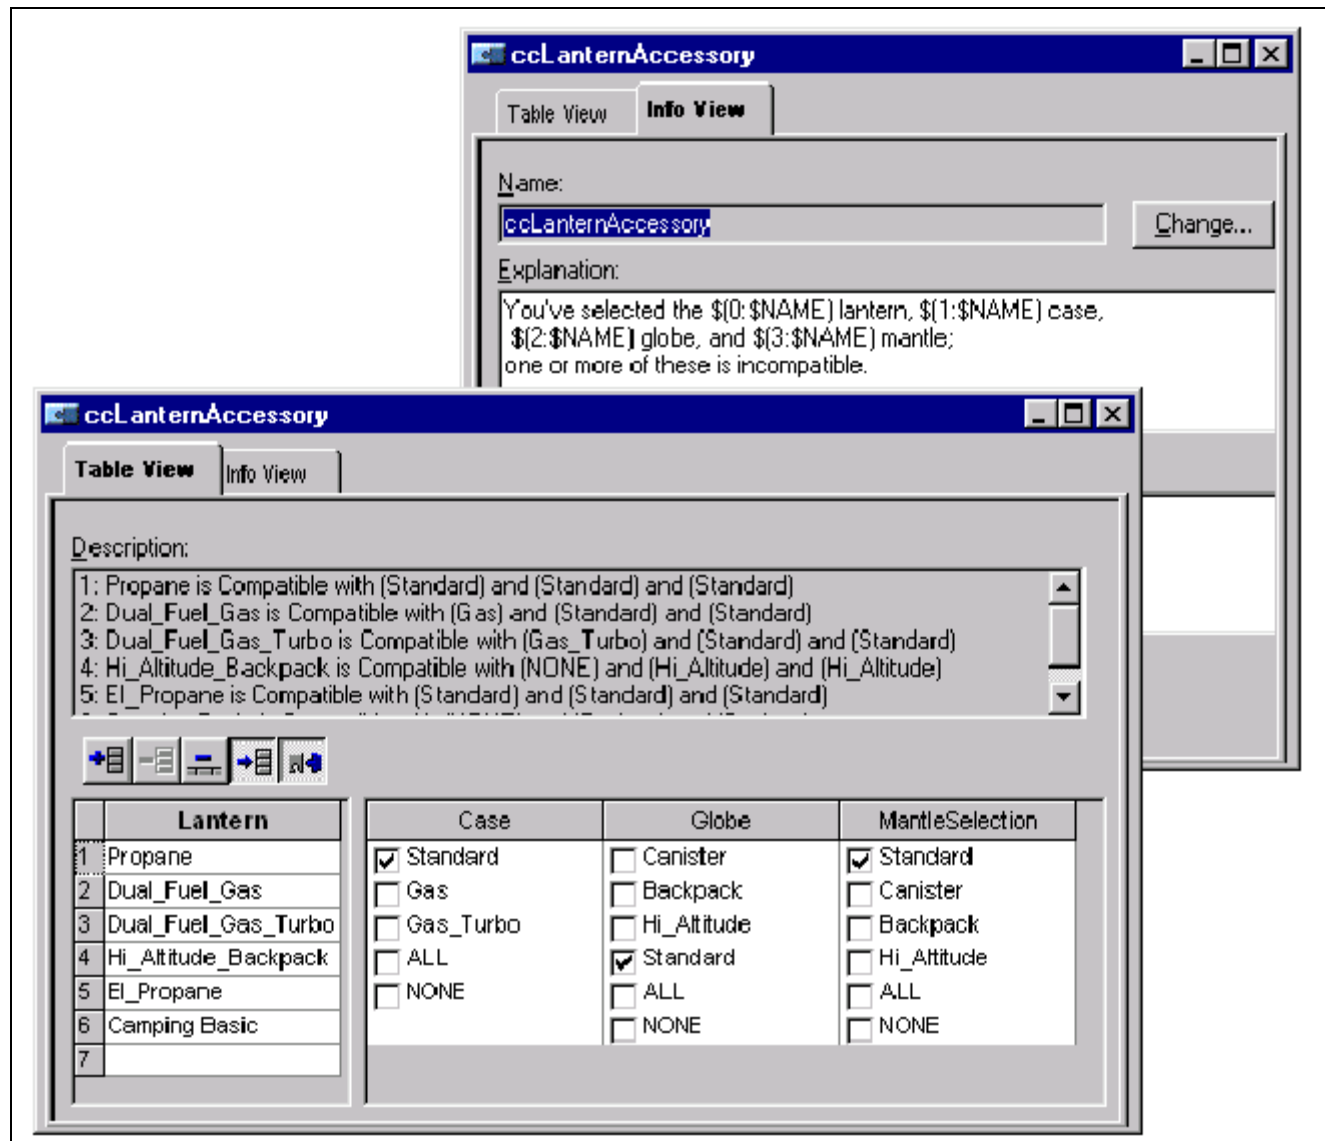 ccLanternAccessory
Table View
Info View
Name:
ccLanternAccessory
Change...
Explanation:
You've selected the $(0:$NAME) lantern, $(1:$NAME) case,
$(2:$NAME) globe, and $(3:$NAME) mantle;
one or more of these is incompatible.
ccLanternAccessory
Table View
Info View
Description:
1: Propane is Compatible with (Standard) and (Standard) and (Standard)
2: Dual_Fuel_Gas is Compatible with (Gas) and (Standard) and (Standard)
3: Dual_Fuel_Gas_Turbo is Compatible with (Gas_Turbo) and (Standard) and (Standard)
4: Hi_Altitude_Backpack is Compatible with (NONE) and (Hi_Altitude) and (Hi_Altitude)
5: El_Propane is Compatible with (Standard) and (Standard) and (Standard)
Lantern Case Globe MantleSelection
1 Propane Standard Canister Standard
2 Dual_Fuel_Gas Gas Backpack Canister
3 Dual_Fuel_Gas_Turbo Gas_Turbo Hi_Altitude Backpack
4 Hi_Altitude_Backpack ALL Standard Hi_Altitude
5 El_Propane NONE ALL ALL
6 Camping Basic NONE NONE
7